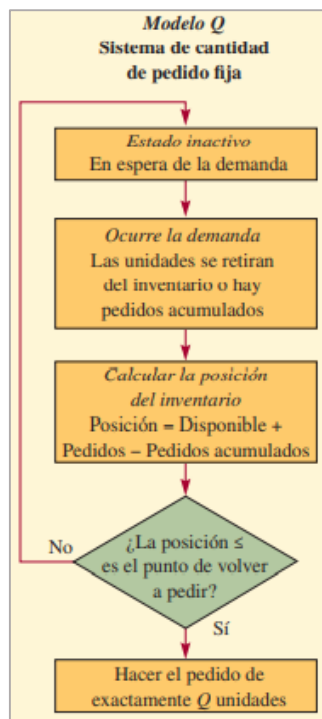 Modelo Q
Sistema de cantidad
de pedido fija
Estado inactivo
En espera de la demanda
Ocurre la demanda
Las unidades se retiran
del inventario o hay
pedidos acumulados
Calcular la posición
del inventario
Posición = Disponible +
Pedidos – Pedidos acumulados
¿La posición ≤
es el punto de volver
a pedir?
No
Sí
Hacer el pedido de
exactamente Q unidades